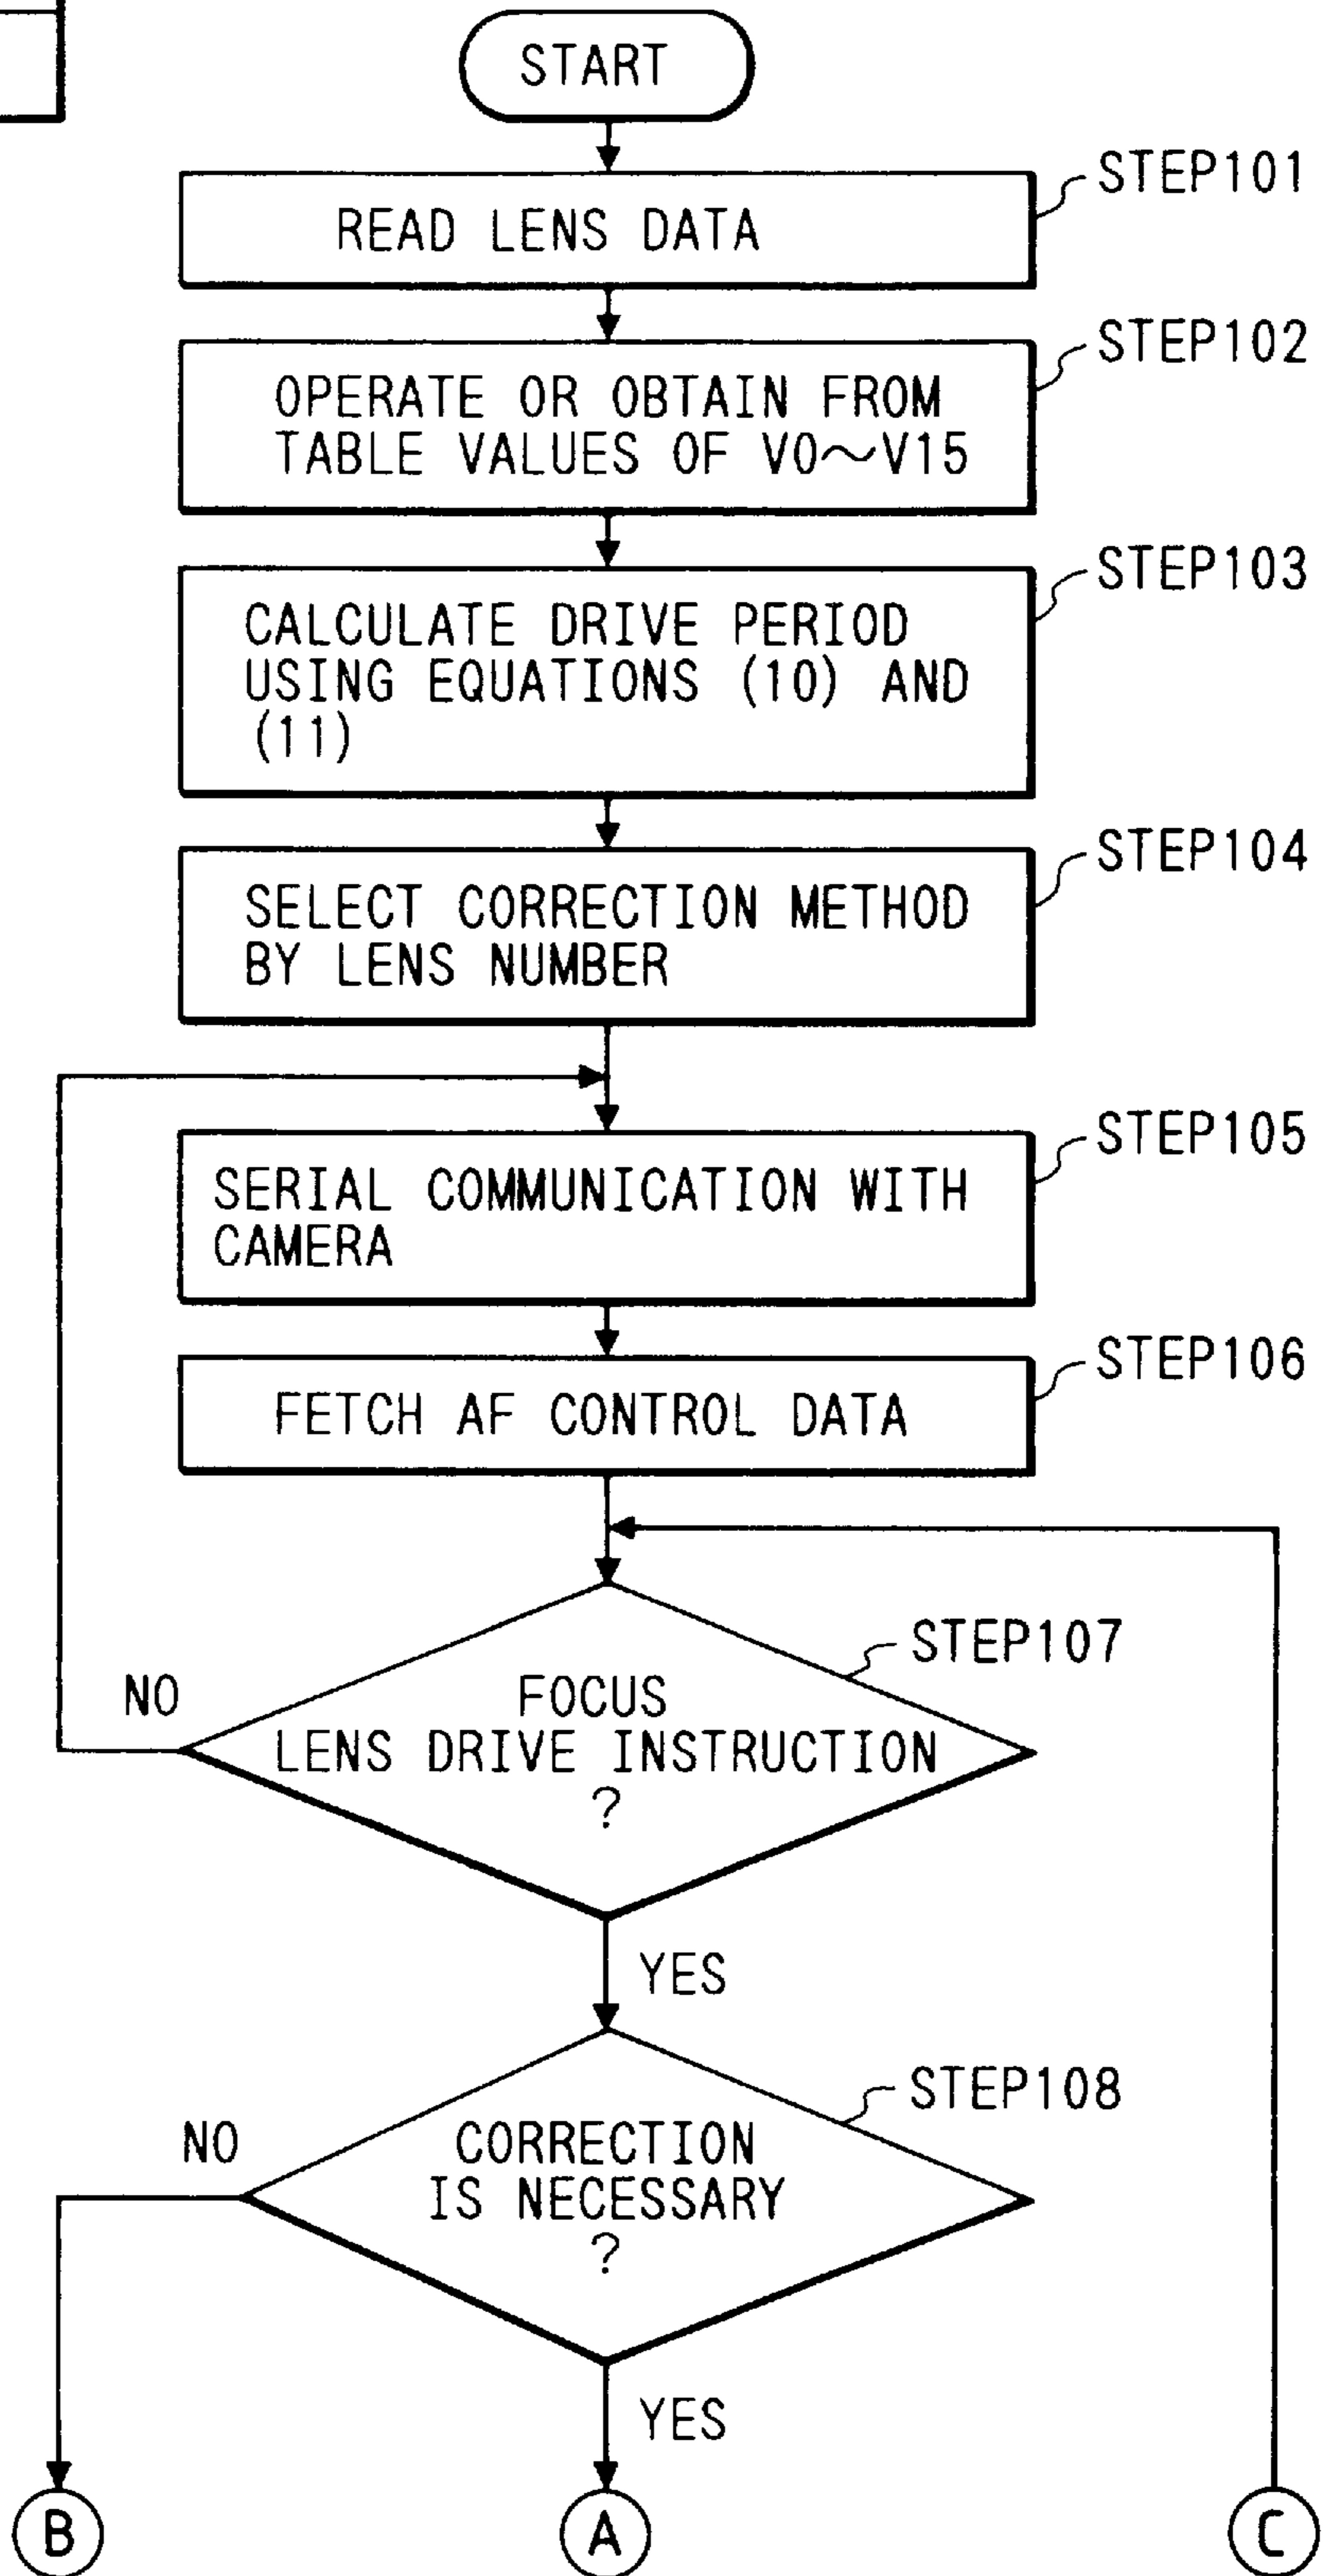 START
STEP101
READ LENS DATA
STEP102
OPERATE OR OBTAIN FROM
TABLE VALUES OF V0~V15
STEP103
CALCULATE DRIVE PERIOD
USING EQUATIONS (10) AND
(11)
STEP104
SELECT CORRECTION METHOD
BY LENS NUMBER
STEP105
SERIAL COMMUNICATION WITH
CAMERA
STEP106
FETCH AF CONTROL DATA
STEP107
NO
FOCUS
LENS DRIVE INSTRUCTION
?
YES
STEP108
NO
CORRECTION
IS NECESSARY
?
YES
B
A
C